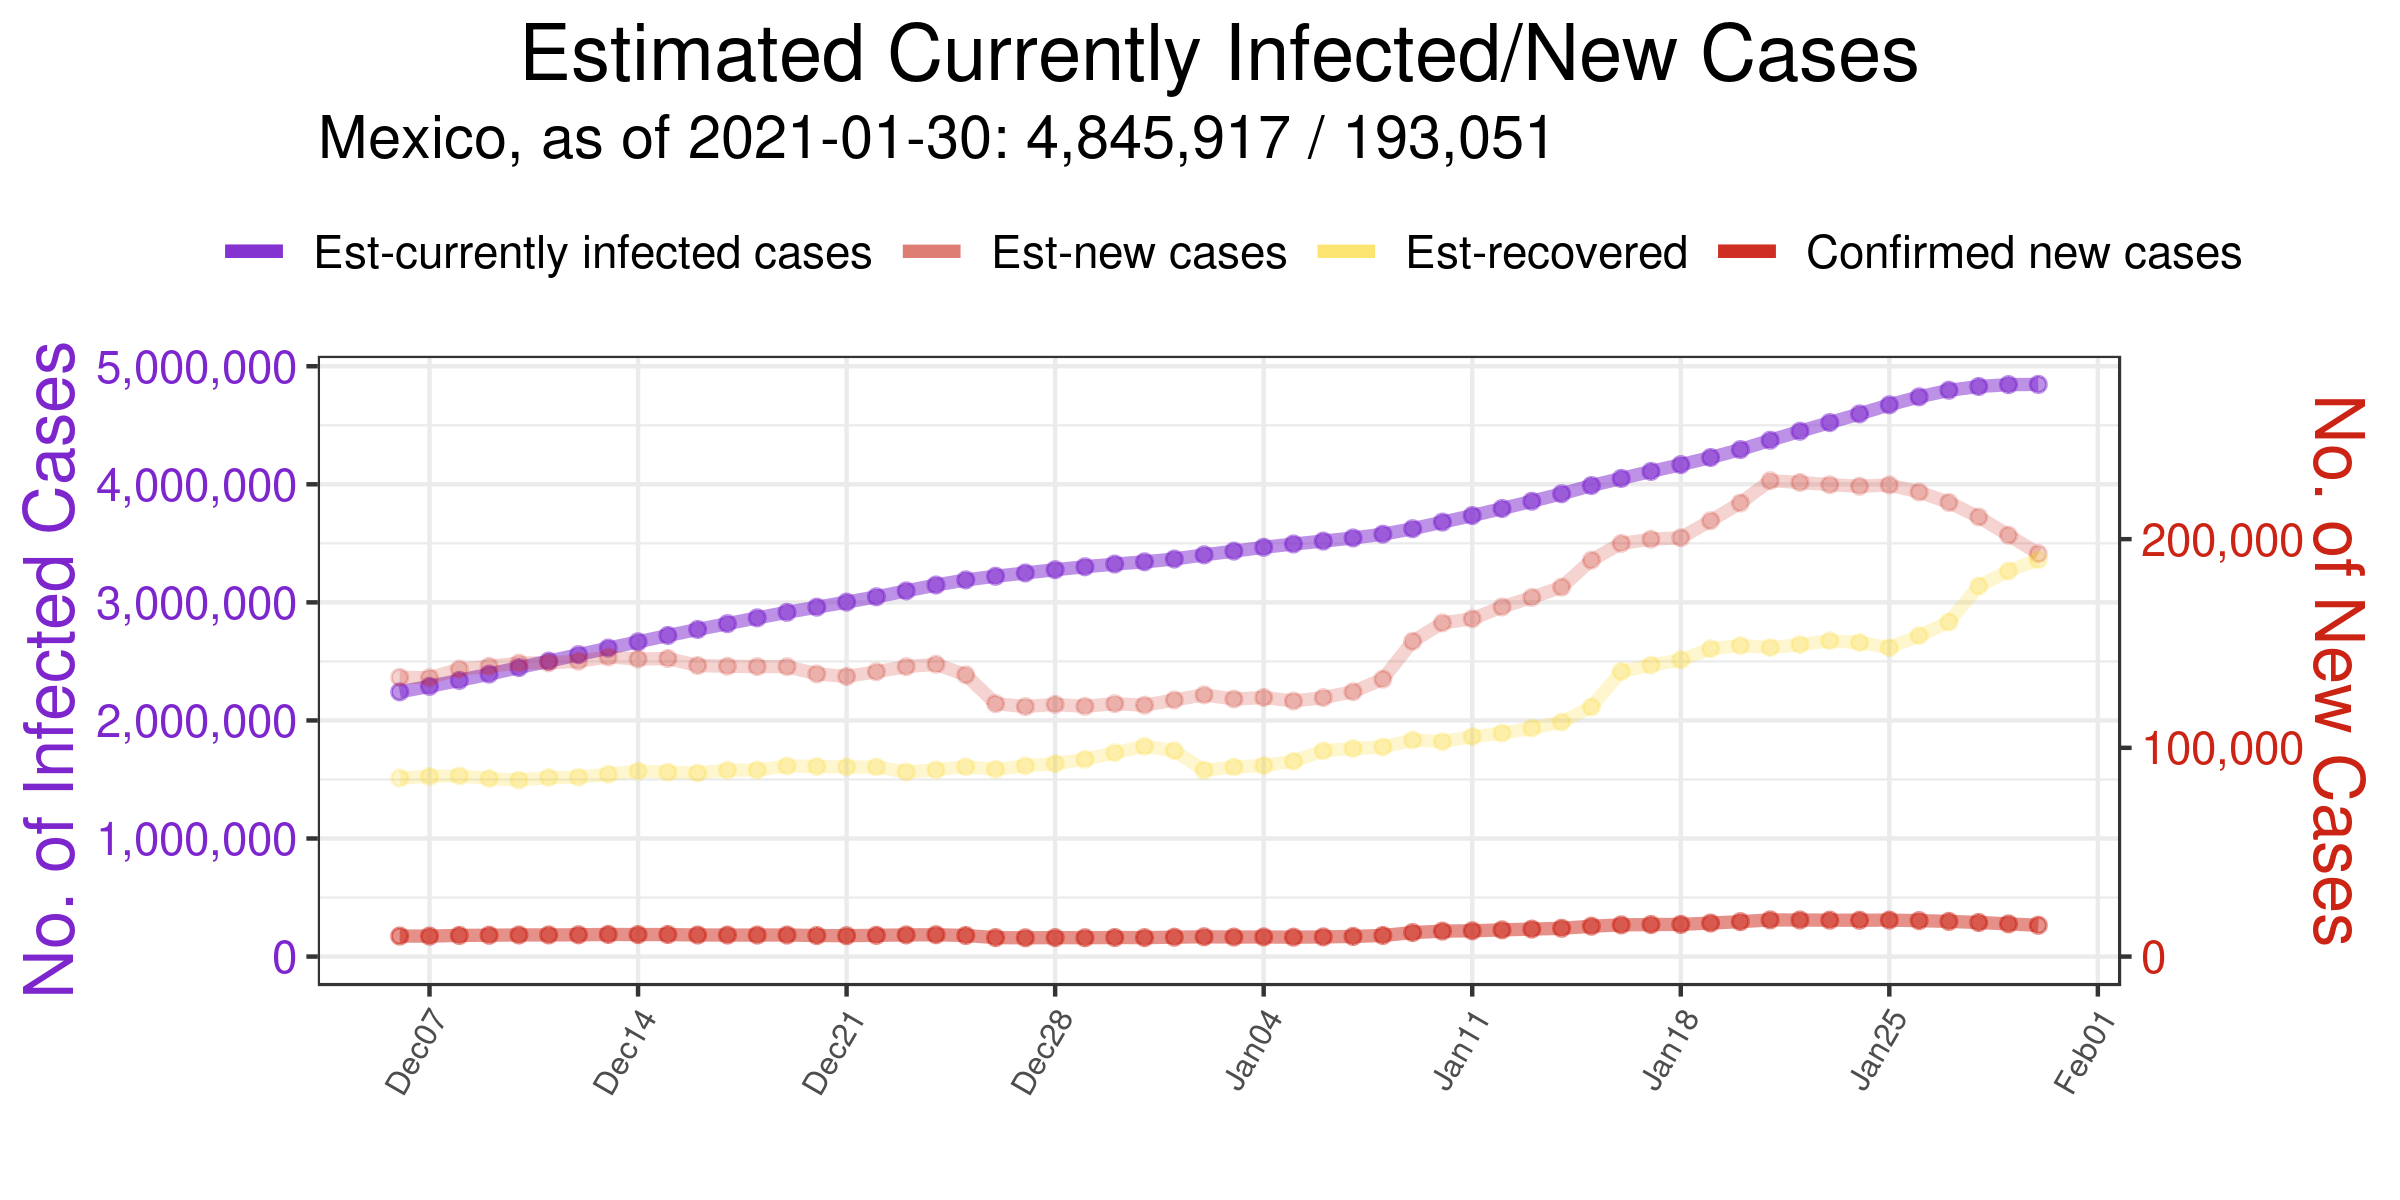 Estimated Currently Infected/New Cases
Mexico, as of 2021-01-30: 4,845,917 / 193,051
Est-currently infected cases Est-new cases Est-recovered Confirmed new cases
No. of Infected Cases
5,000,000
4,000,000
3,000,000
2,000,000
1,000,000
0
200,000
100,000
0
No. of New Cases
Dec07 Dec14 Dec21 Dec28 Jan04 Jan11 Jan18 Jan25 Feb01